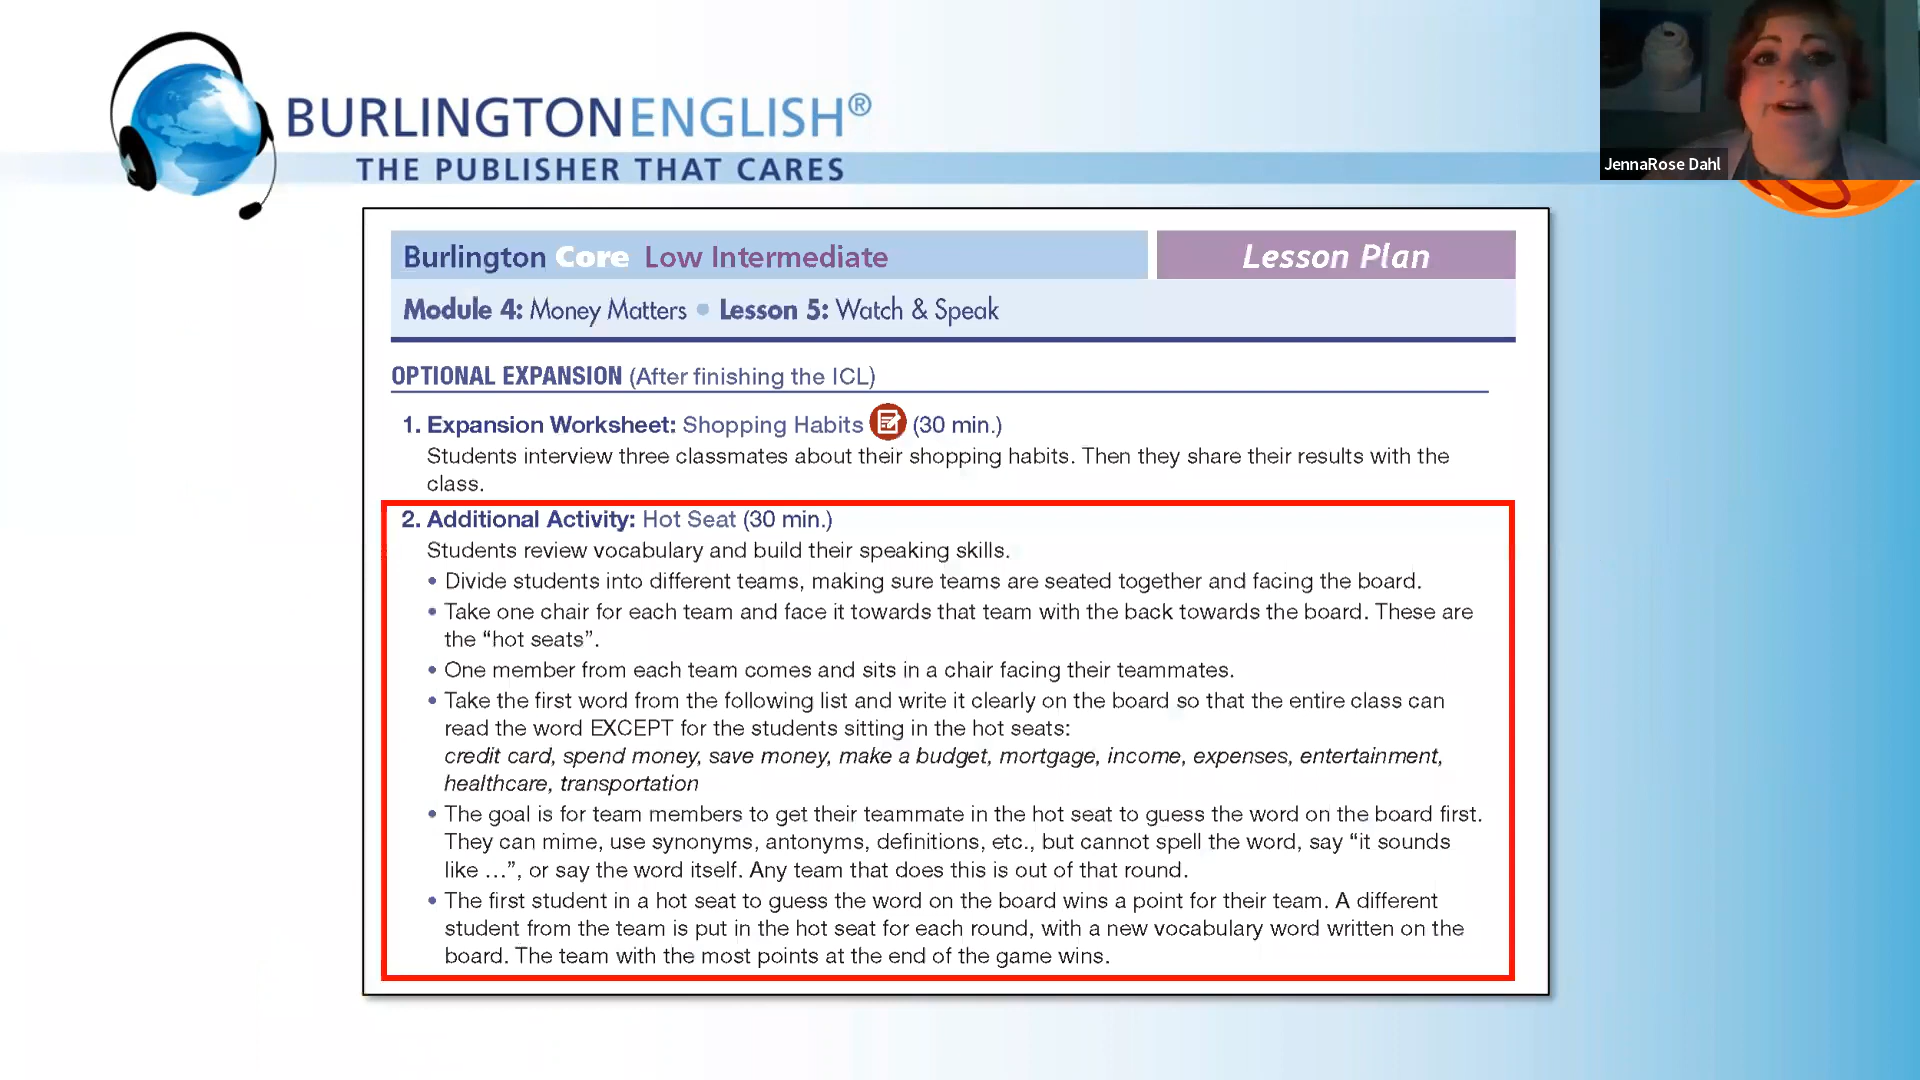 BURLINGTONENGLISH®
THE PUBLISHER THAT CARES
JennaRose Dahl
Burlington Core Low Intermediate
Lesson Plan
Module 4: Money Matters • Lesson 5: Watch & Speak
OPTIONAL EXPANSION (After finishing the ICL)
1. Expansion Worksheet: Shopping Habits (30 min.)
Students interview three classmates about their shopping habits. Then they share their results with the
class.
2. Additional Activity: Hot Seat (30 min.)
Students review vocabulary and build their speaking skills.
• Divide students into different teams, making sure teams are seated together and facing the board.
• Take one chair for each team and face it towards that team with the back towards the board. These are
the “hot seats”.
• One member from each team comes and sits in a chair facing their teammates.
• Take the first word from the following list and write it clearly on the board so that the entire class can
read the word EXCEPT for the students sitting in the hot seats:
credit card, spend money, save money, make a budget, mortgage, income, expenses, entertainment,
healthcare, transportation
• The goal is for team members to get their teammate in the hot seat to guess the word on the board first.
They can mime, use synonyms, antonyms, definitions, etc., but cannot spell the word, say “it sounds
like …”, or say the word itself. Any team that does this is out of that round.
• The first student in a hot seat to guess the word on the board wins a point for their team. A different
student from the team is put in the hot seat for each round, with a new vocabulary word written on the
board. The team with the most points at the end of the game wins.